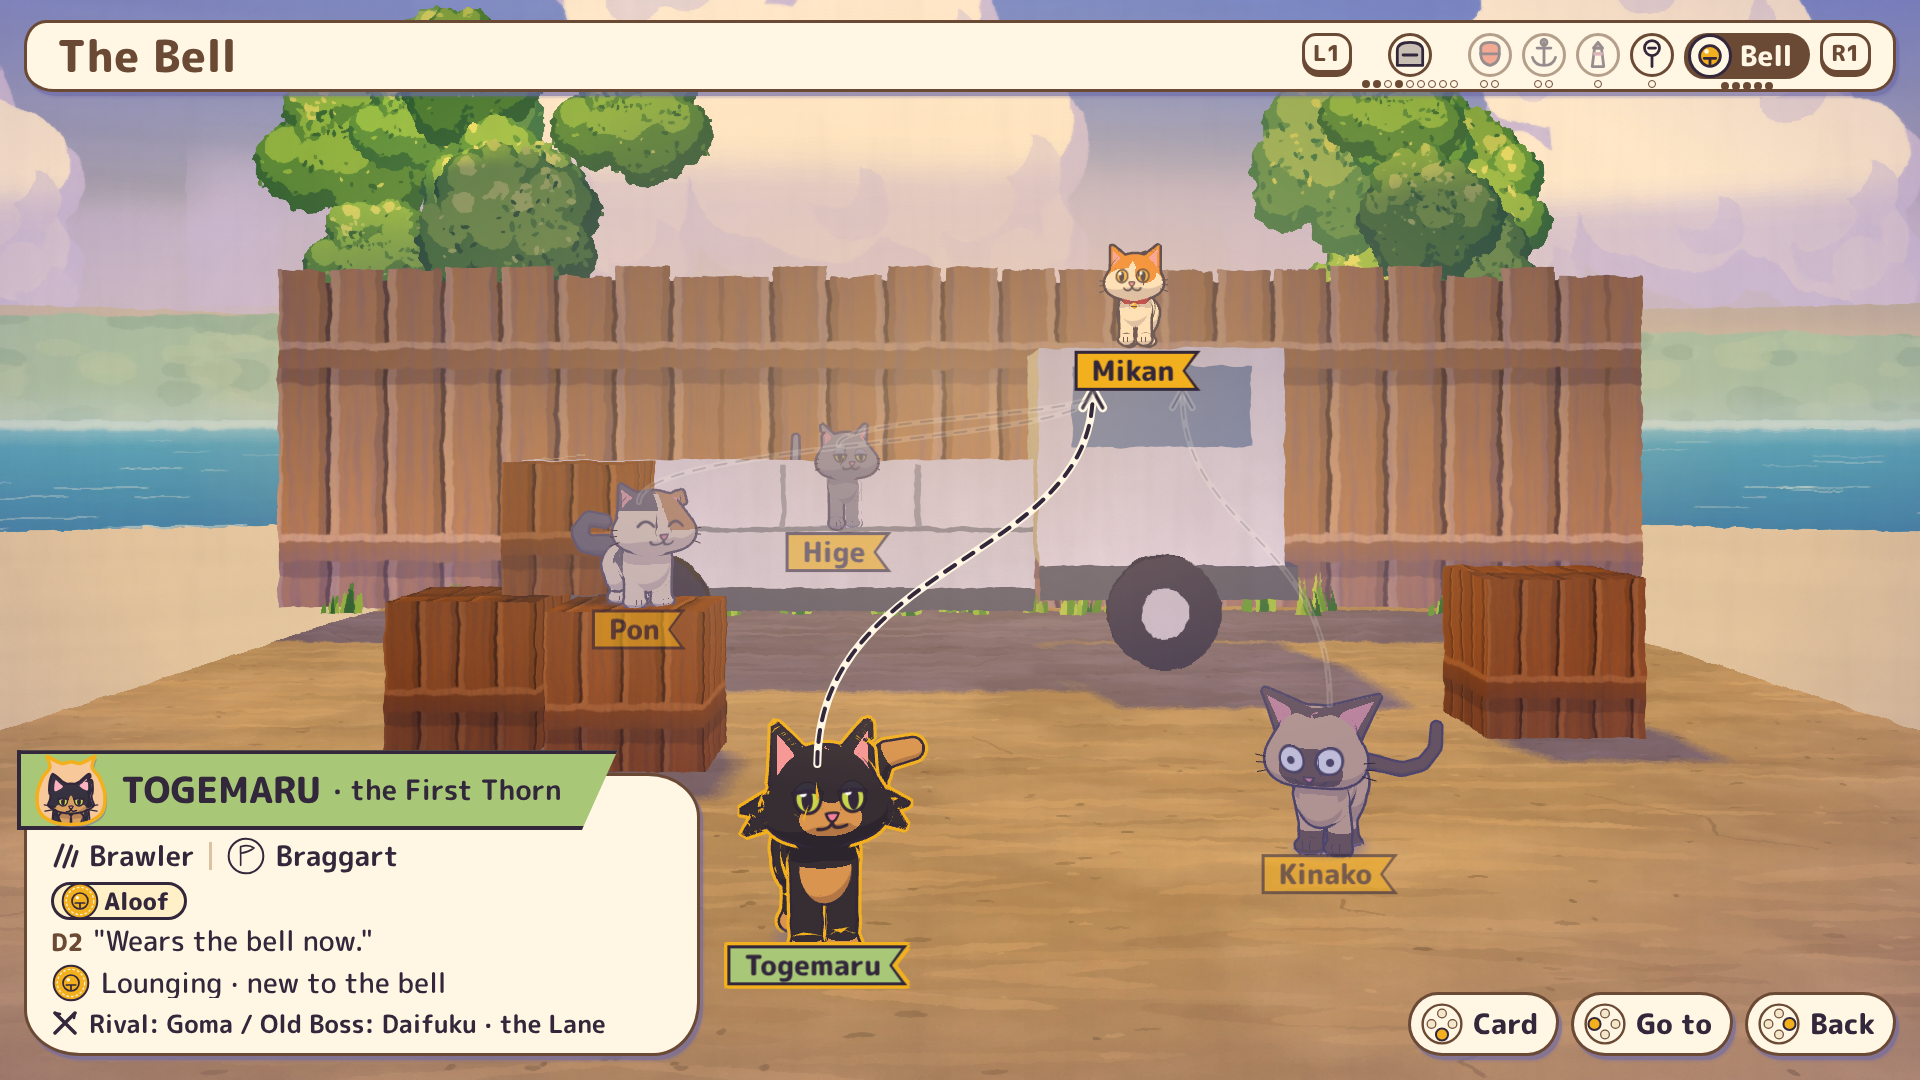 The Bell
L1
Bell
R1
Mikan
Hige
Pon
TOGEMARU · the First Thorn
Brawler | Braggart
Aloof
D2 "Wears the bell now."
Lounging · new to the bell
Rival: Goma / Old Boss: Daifuku · the Lane
Togemaru
Kinako
Card
Go to
Back